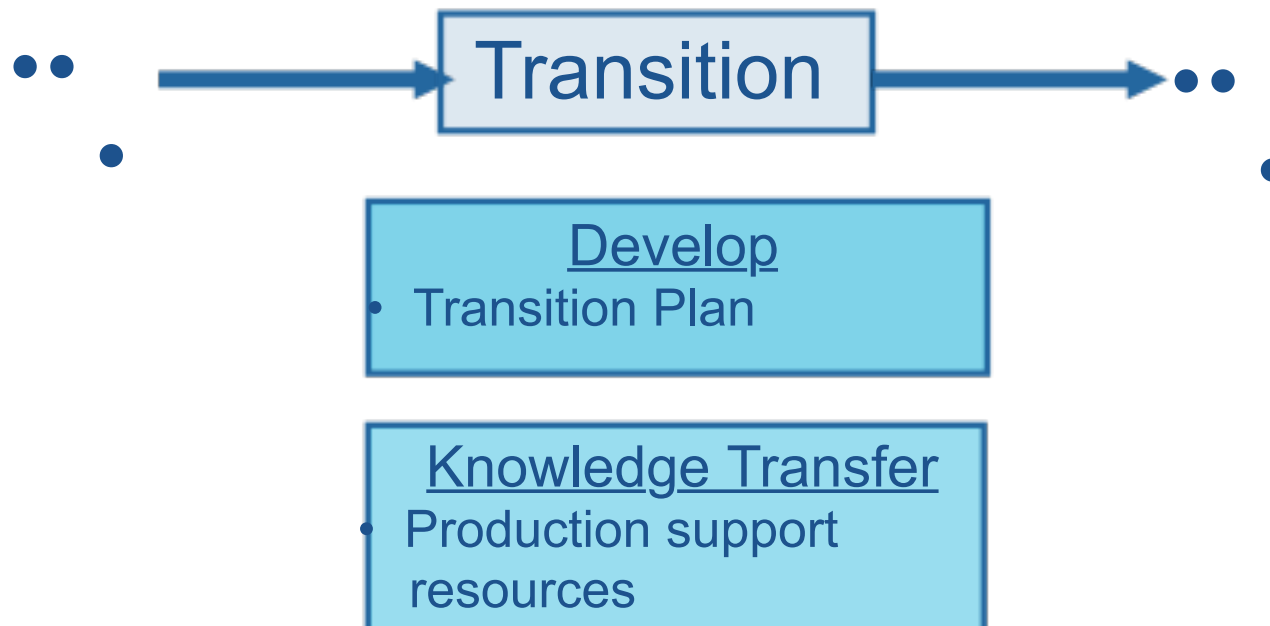 Transition
Develop
• Transition Plan
Knowledge Transfer
• Production support
resources